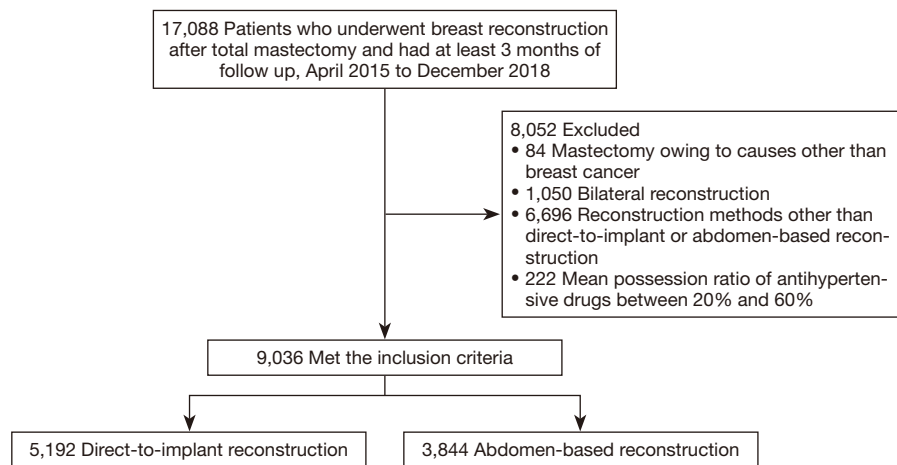 17,088 Patients who underwent breast reconstruction
after total mastectomy and had at least 3 months of
follow up, April 2015 to December 2018
8,052 Excluded
• 84 Mastectomy owing to causes other than
breast cancer
• 1,050 Bilateral reconstruction
• 6,696 Reconstruction methods other than
direct-to-implant or abdomen-based recon-
struction
• 222 Mean possession ratio of antihyperten-
sive drugs between 20% and 60%
9,036 Met the inclusion criteria
5,192 Direct-to-implant reconstruction
3,844 Abdomen-based reconstruction